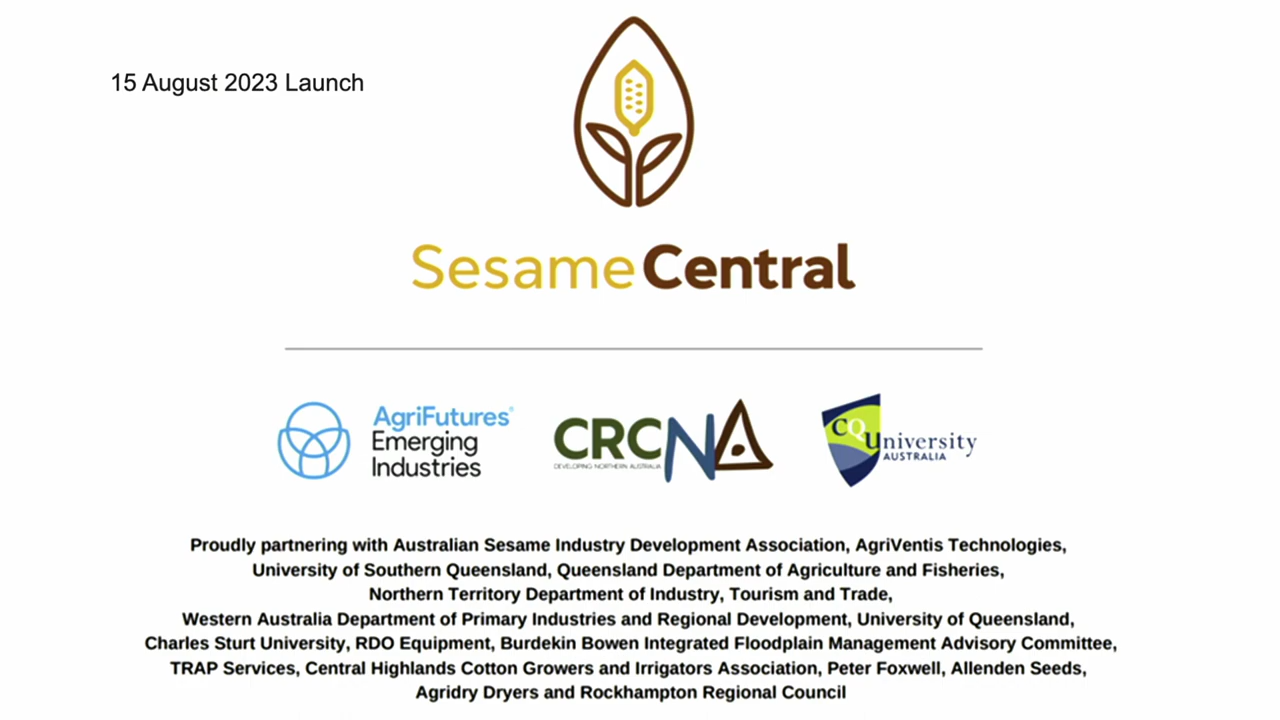 15 August 2023 Launch
Sesame Central
AgriFutures®
Emerging
Industries
CRCNA
DEVELOPING NORTHERN AUSTRALIA
CQUniversity
AUSTRALIA
Proudly partnering with Australian Sesame Industry Development Association, AgriVentis Technologies,
University of Southern Queensland, Queensland Department of Agriculture and Fisheries,
Northern Territory Department of Industry, Tourism and Trade,
Western Australia Department of Primary Industries and Regional Development, University of Queensland,
Charles Sturt University, RDO Equipment, Burdekin Bowen Integrated Floodplain Management Advisory Committee,
TRAP Services, Central Highlands Cotton Growers and Irrigators Association, Peter Foxwell, Allenden Seeds,
Agridry Dryers and Rockhampton Regional Council